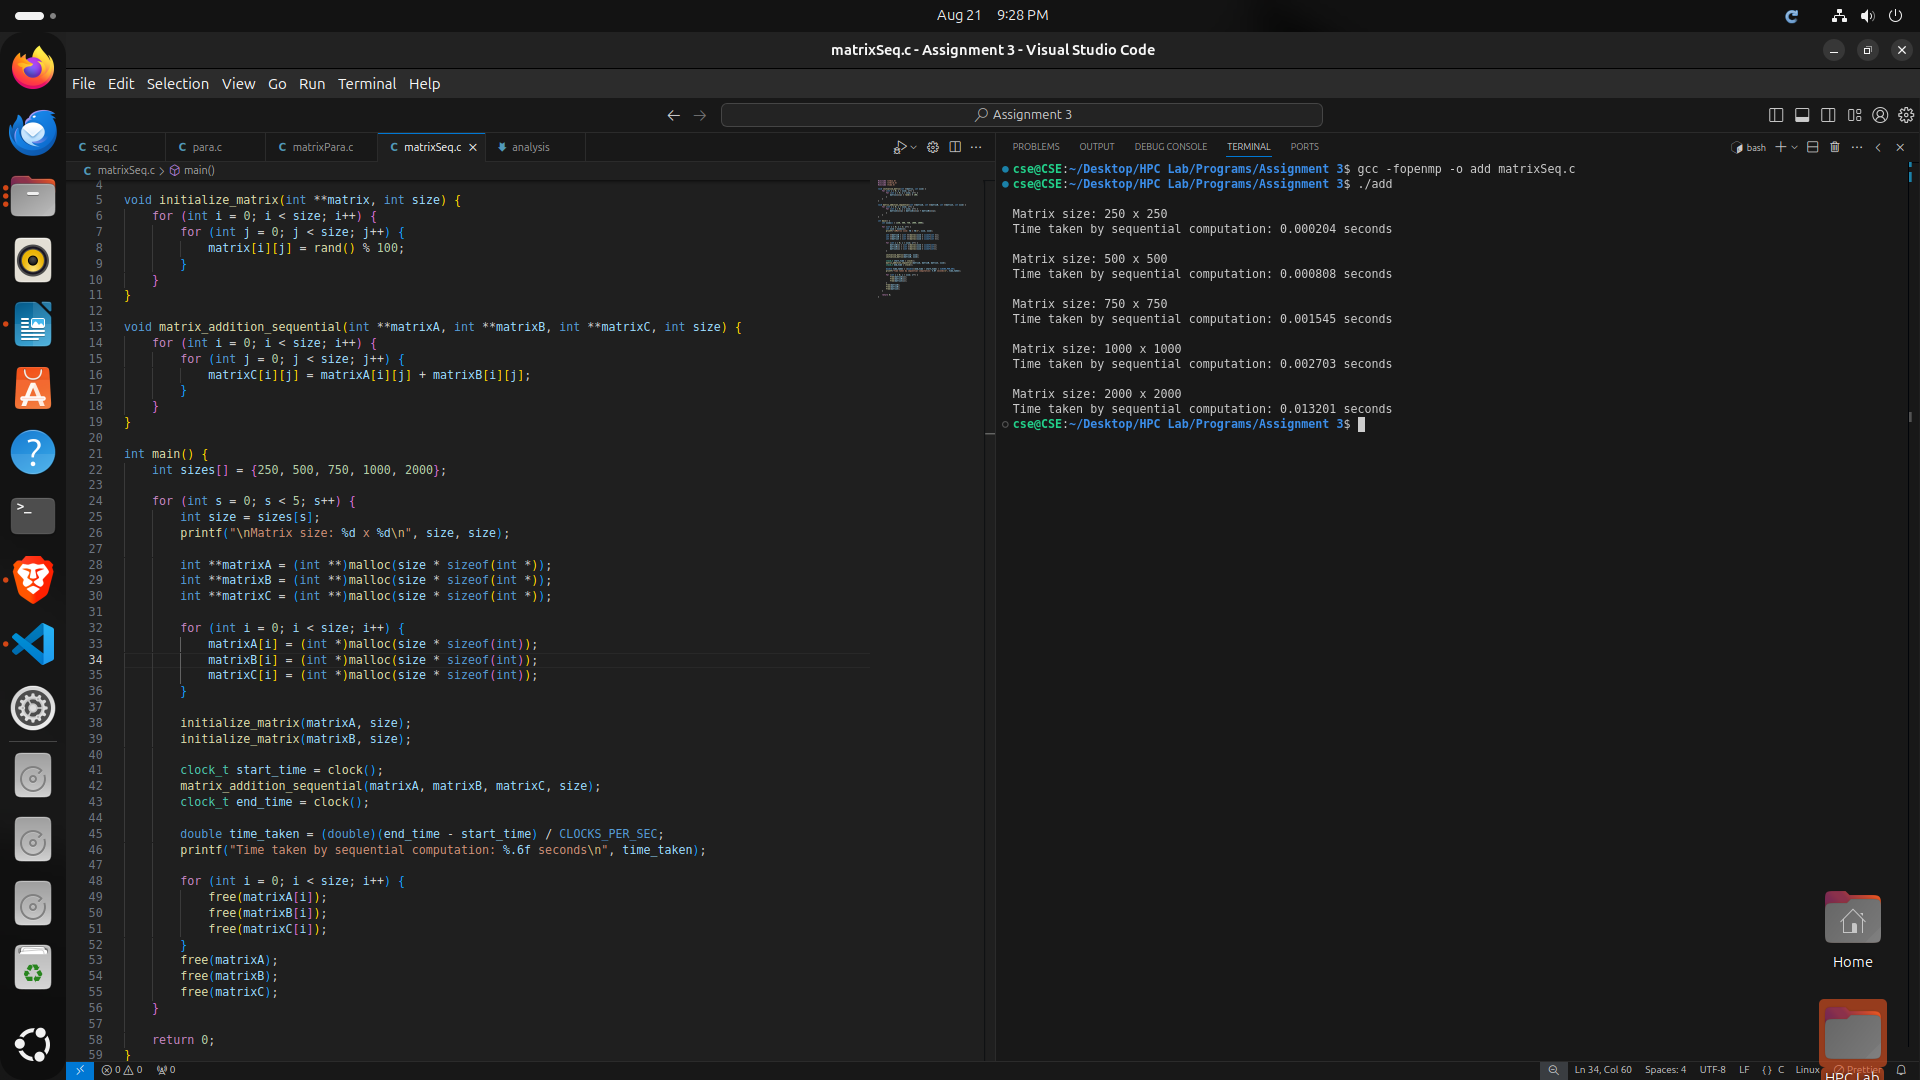 Aug 21 9:28 PM
matrixSeq.c - Assignment 3 - Visual Studio Code
File Edit Selection View Go Run Terminal Help
Assignment 3
seq.c para.c matrixPara.c matrixSeq.c analysis
matrixSeq.c > main()
4
5 void initialize_matrix(int **matrix, int size) {
6 for (int i = 0; i < size; i++) {
7 for (int j = 0; j < size; j++) {
8 matrix[i][j] = rand() % 100;
9 }
10 }
11 }
12
13 void matrix_addition_sequential(int **matrixA, int **matrixB, int **matrixC, int size) {
14 for (int i = 0; i < size; i++) {
15 for (int j = 0; j < size; j++) {
16 matrixC[i][j] = matrixA[i][j] + matrixB[i][j];
17 }
18 }
19 }
20
21 int main() {
22 int sizes[] = {250, 500, 750, 1000, 2000};
23
24 for (int s = 0; s < 5; s++) {
25 int size = sizes[s];
26 printf("\nMatrix size: %d x %d\n", size, size);
27
28 int **matrixA = (int **)malloc(size * sizeof(int *));
29 int **matrixB = (int **)malloc(size * sizeof(int *));
30 int **matrixC = (int **)malloc(size * sizeof(int *));
31
32 for (int i = 0; i < size; i++) {
33 matrixA[i] = (int *)malloc(size * sizeof(int));
34 matrixB[i] = (int *)malloc(size * sizeof(int));
35 matrixC[i] = (int *)malloc(size * sizeof(int));
36 }
37
38 initialize_matrix(matrixA, size);
39 initialize_matrix(matrixB, size);
40
41 clock_t start_time = clock();
42 matrix_addition_sequential(matrixA, matrixB, matrixC, size);
43 clock_t end_time = clock();
44
45 double time_taken = (double)(end_time - start_time) / CLOCKS_PER_SEC;
46 printf("Time taken by sequential computation: %.6f seconds\n", time_taken);
47
48 for (int i = 0; i < size; i++) {
49 free(matrixA[i]);
50 free(matrixB[i]);
51 free(matrixC[i]);
52 }
53 free(matrixA);
54 free(matrixB);
55 free(matrixC);
56 }
57
58 return 0;
59 }
PROBLEMS OUTPUT DEBUG CONSOLE TERMINAL PORTS
bash
cse@CSE:~/Desktop/HPC Lab/Programs/Assignment 3$ gcc -fopenmp -o add matrixSeq.c
cse@CSE:~/Desktop/HPC Lab/Programs/Assignment 3$ ./add
Matrix size: 250 x 250
Time taken by sequential computation: 0.000204 seconds
Matrix size: 500 x 500
Time taken by sequential computation: 0.000808 seconds
Matrix size: 750 x 750
Time taken by sequential computation: 0.001545 seconds
Matrix size: 1000 x 1000
Time taken by sequential computation: 0.002703 seconds
Matrix size: 2000 x 2000
Time taken by sequential computation: 0.013201 seconds
cse@CSE:~/Desktop/HPC Lab/Programs/Assignment 3$
Home
HPC Lab
0 0 0 Ln 34, Col 60 Spaces: 4 UTF-8 LF {} C Linux Prettier